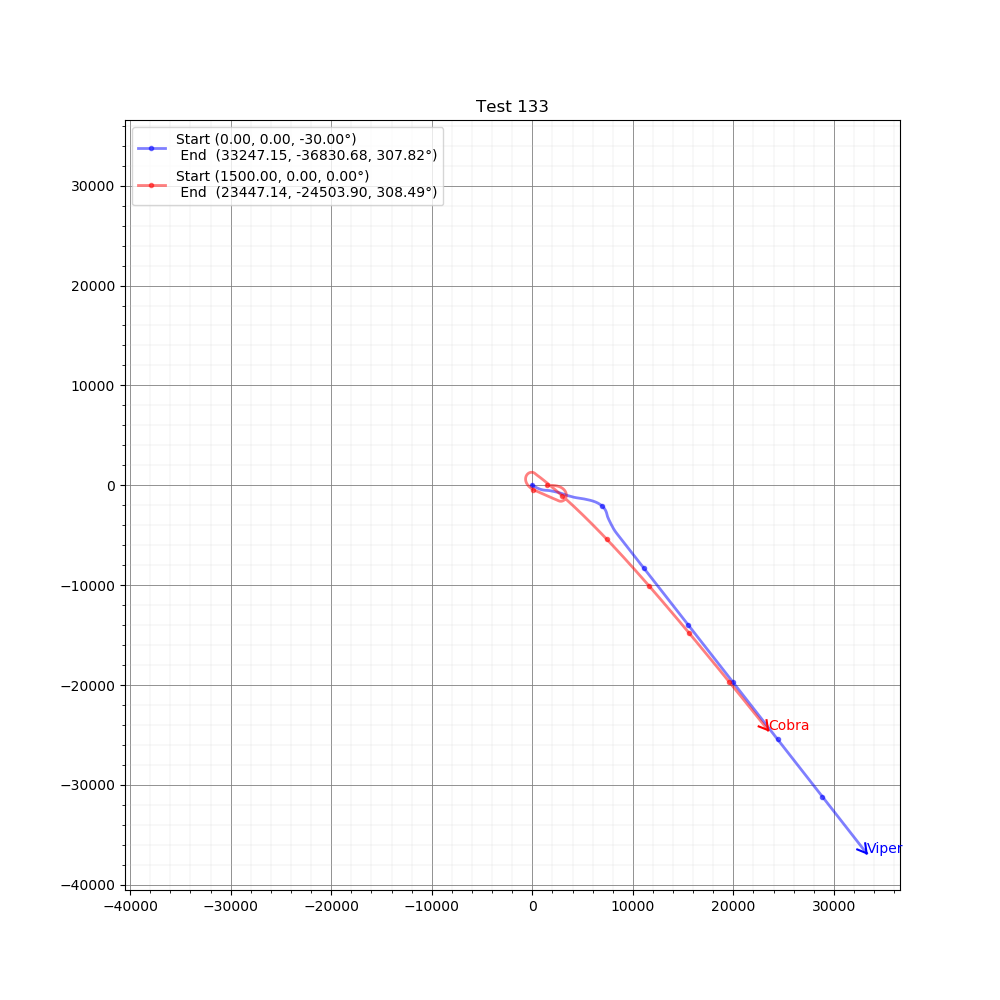 Test 133
Start (0.00, 0.00, -30.00°)
End (33247.15, -36830.68, 307.82°)
Start (1500.00, 0.00, 0.00°)
End (23447.14, -24503.90, 308.49°)
30000
20000
10000
0
−10000
−20000
−30000
−40000
Cobra
Viper
−40000 −30000 −20000 −10000 0 10000 20000 30000